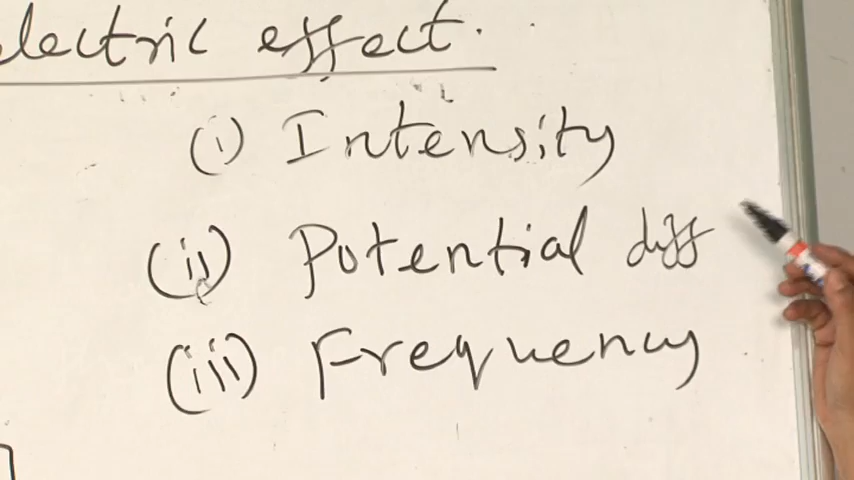 lectric effect.
(i) Intensity
(ii) Potential diff
(iii) Frequency